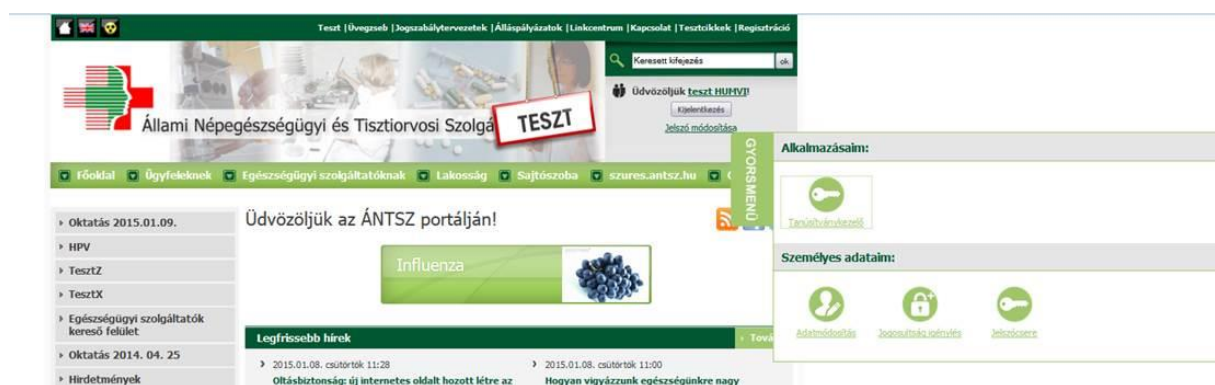 Teszt | Üvegzseb | Jogszabálytervezetek | Álláspályázatok | Linkcentrum | Kapcsolat | Tesztcikkek | Regisztráció
Keresett kifejezés
ok
Üdvözöljük teszt HUMVI!
Kijelentkezés
Jelszó módosítása
Állami Népegészségügyi és Tisztiorvosi Szolgá
TESZT
Főoldal Ügyfeleknek Egészségügyi szolgáltatóknak Lakosság Sajtószoba szures.antsz.hu
GYORSMENÜ
Alkalmazásaim:
Tanúsítványkezelő
Személyes adataim:
Adatmódosítás Jogosultság igénylés Jelszócsere
Oktatás 2015.01.09.
HPV
TesztZ
TesztX
Egészségügyi szolgáltatók
kereső felület
Oktatás 2014. 04. 25
Hirdetmények
Üdvözöljük az ÁNTSZ portálján!
Influenza
Legfrissebb hírek
Tová
2015.01.08. csütörtök 11:28
Oltásbiztonság: új internetes oldalt hozott létre az
2015.01.08. csütörtök 11:00
Hogyan vigyázzunk egészségünkre nagy